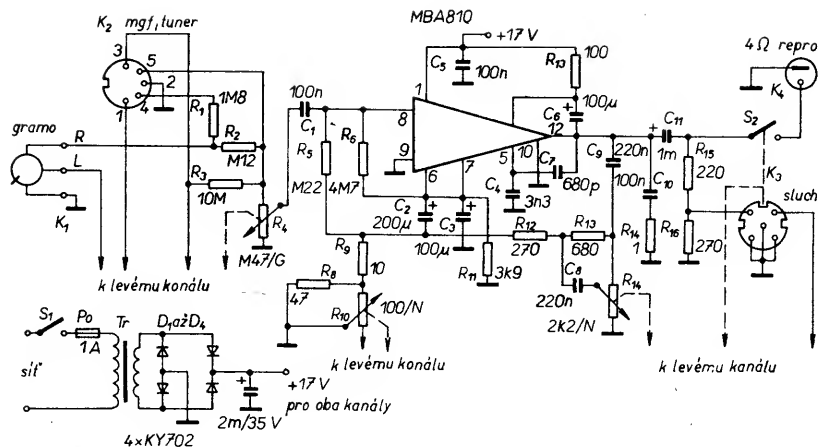 K2 mgf, tuner
3
5
2
4
1
gramo
R
L
K1
R1
1M8
R2
M12
R3
10M
R4
M47/G
k levému kanálu
100n
C1
R5
M22
R6
4M7
MBA810
+17 V
C5
100n
R13
100
1
8
9
6
7
5
10
12
C6
+
100µ
C7
680p
C4
3n3
C2
+
200µ
C3
+
100µ
R11
3k9
R9
10
R8
47
R10
100/N
k levému kanálu
R12
270
R13
680
C8
220n
R14
2k2/N
C9
220n
100n
C10
R14
1
+
C11
1m
R15
220
R16
270
S2
4Ω repro
K4
K3
sluch
k levému kanálu
S1
Po
1A
Tr
D1 až D4
síť
+
+17 V
pro oba kanály
2m/35 V
4×KY702